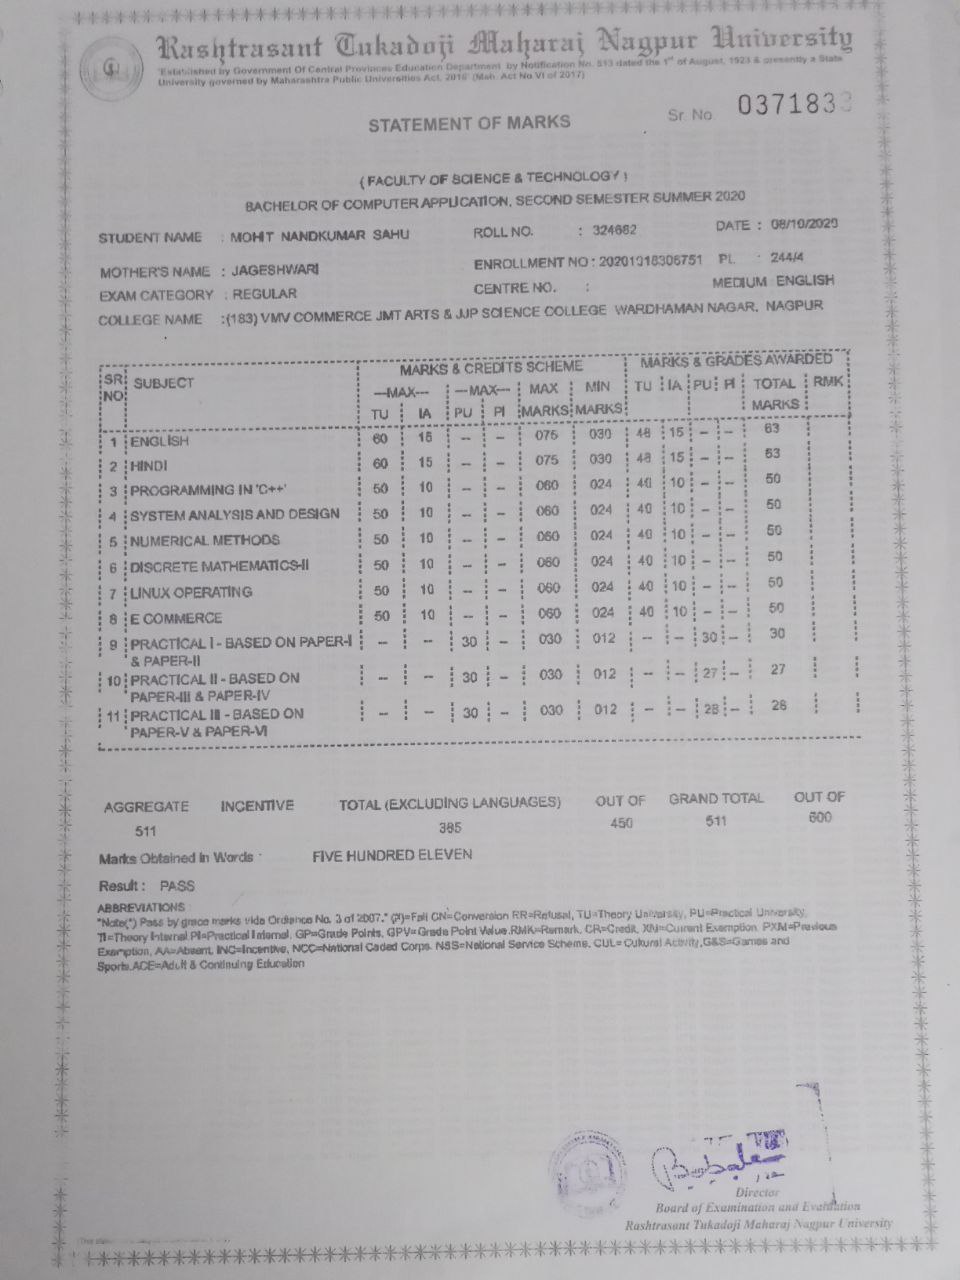 Rashtrasant Tukadoji Maharaj Nagpur University
"Established by Government Of Central Provinces Education Department by Notification No. 513 dated the 1st of August, 1923 & presently a State
University governed by Maharashtra Public Universities Act, 2016" (Mah. Act No VI of 2017)
STATEMENT OF MARKS
Sr. No. 0371833
( FACULTY OF SCIENCE & TECHNOLOGY )
BACHELOR OF COMPUTER APPLICATION, SECOND SEMESTER SUMMER 2020
STUDENT NAME : MOHIT NANDKUMAR SAHU ROLL NO. : 324662 DATE : 08/10/2020
MOTHER'S NAME : JAGESHWARI ENROLLMENT NO : 20201018306751 PL : 244/4
EXAM CATEGORY : REGULAR CENTRE NO. : MEDIUM : ENGLISH
COLLEGE NAME :(183) VMV COMMERCE JMT ARTS & JJP SCIENCE COLLEGE WARDHAMAN NAGAR, NAGPUR
SR NO SUBJECT MARKS & CREDITS SCHEME MARKS & GRADES AWARDED
---MAX--- ---MAX--- MAX MIN TU IA PU PI TOTAL RMK
TU IA PU PI MARKS MARKS MARKS
1 ENGLISH 60 15 -- -- 075 030 48 15 -- -- 63
2 HINDI 60 15 -- -- 075 030 48 15 -- -- 63
3 PROGRAMMING IN 'C++' 50 10 -- -- 060 024 40 10 -- -- 50
4 SYSTEM ANALYSIS AND DESIGN 50 10 -- -- 060 024 40 10 -- -- 50
5 NUMERICAL METHODS 50 10 -- -- 060 024 40 10 -- -- 50
6 DISCRETE MATHEMATICS-II 50 10 -- -- 060 024 40 10 -- -- 50
7 LINUX OPERATING 50 10 -- -- 060 024 40 10 -- -- 50
8 E COMMERCE 50 10 -- -- 060 024 40 10 -- -- 50
9 PRACTICAL I - BASED ON PAPER-I -- -- 30 -- 030 012 -- -- 30 -- 30
& PAPER-II
10 PRACTICAL II - BASED ON -- -- 30 -- 030 012 -- -- 27 -- 27
PAPER-III & PAPER-IV
11 PRACTICAL III - BASED ON -- -- 30 -- 030 012 -- -- 28 -- 28
PAPER-V & PAPER-VI
AGGREGATE INCENTIVE TOTAL (EXCLUDING LANGUAGES) OUT OF GRAND TOTAL OUT OF
511 385 450 511 600
Marks Obtained In Words : FIVE HUNDRED ELEVEN
Result : PASS
ABBREVIATIONS :
"Note(*) Pass by grace marks vide Ordiance No. 3 of 2007." (#)=Fail CN=Conversion RR=Refusal, TU=Theory University, PU=Practical University,
TI=Theory Internal PI=Practical Internal, GP=Grade Points, GPV=Grade Point Value.RMK=Remark, CR=Credit, XN=Current Exemption, PXM=Previous
Exemption, AA=Absent, INC=Incentive, NCC=National Caded Corps, NSS=National Service Scheme, CUL= Cultural Activity,G&S=Games and
Sports.ACE=Adult & Continuing Education
Director
Board of Examination and Evaluation
Rashtrasant Tukadoji Maharaj Nagpur University